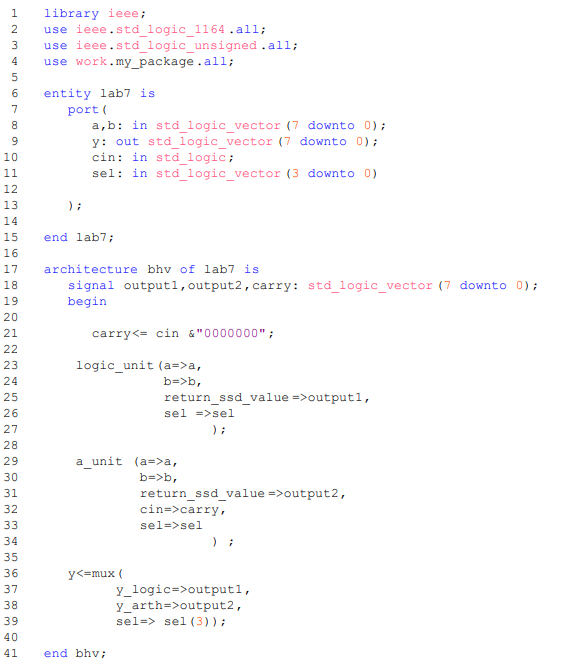 1 library ieee;
2 use ieee.std_logic_1164.all;
3 use ieee.std_logic_unsigned.all;
4 use work.my_package.all;
5
6 entity lab7 is
7 port(
8 a,b: in std_logic_vector(7 downto 0);
9 y: out std_logic_vector(7 downto 0);
10 cin: in std_logic;
11 sel: in std_logic_vector(3 downto 0)
12
13 );
14
15 end lab7;
16
17 architecture bhv of lab7 is
18 signal output1,output2,carry: std_logic_vector(7 downto 0);
19 begin
20
21 carry<= cin &"0000000";
22
23 logic_unit(a=>a,
24 b=>b,
25 return_ssd_value=>output1,
26 sel =>sel
27 );
28
29 a_unit (a=>a,
30 b=>b,
31 return_ssd_value=>output2,
32 cin=>carry,
33 sel=>sel
34 ) ;
35
36 y<=mux(
37 y_logic=>output1,
38 y_arth=>output2,
39 sel=> sel(3));
40
41 end bhv;